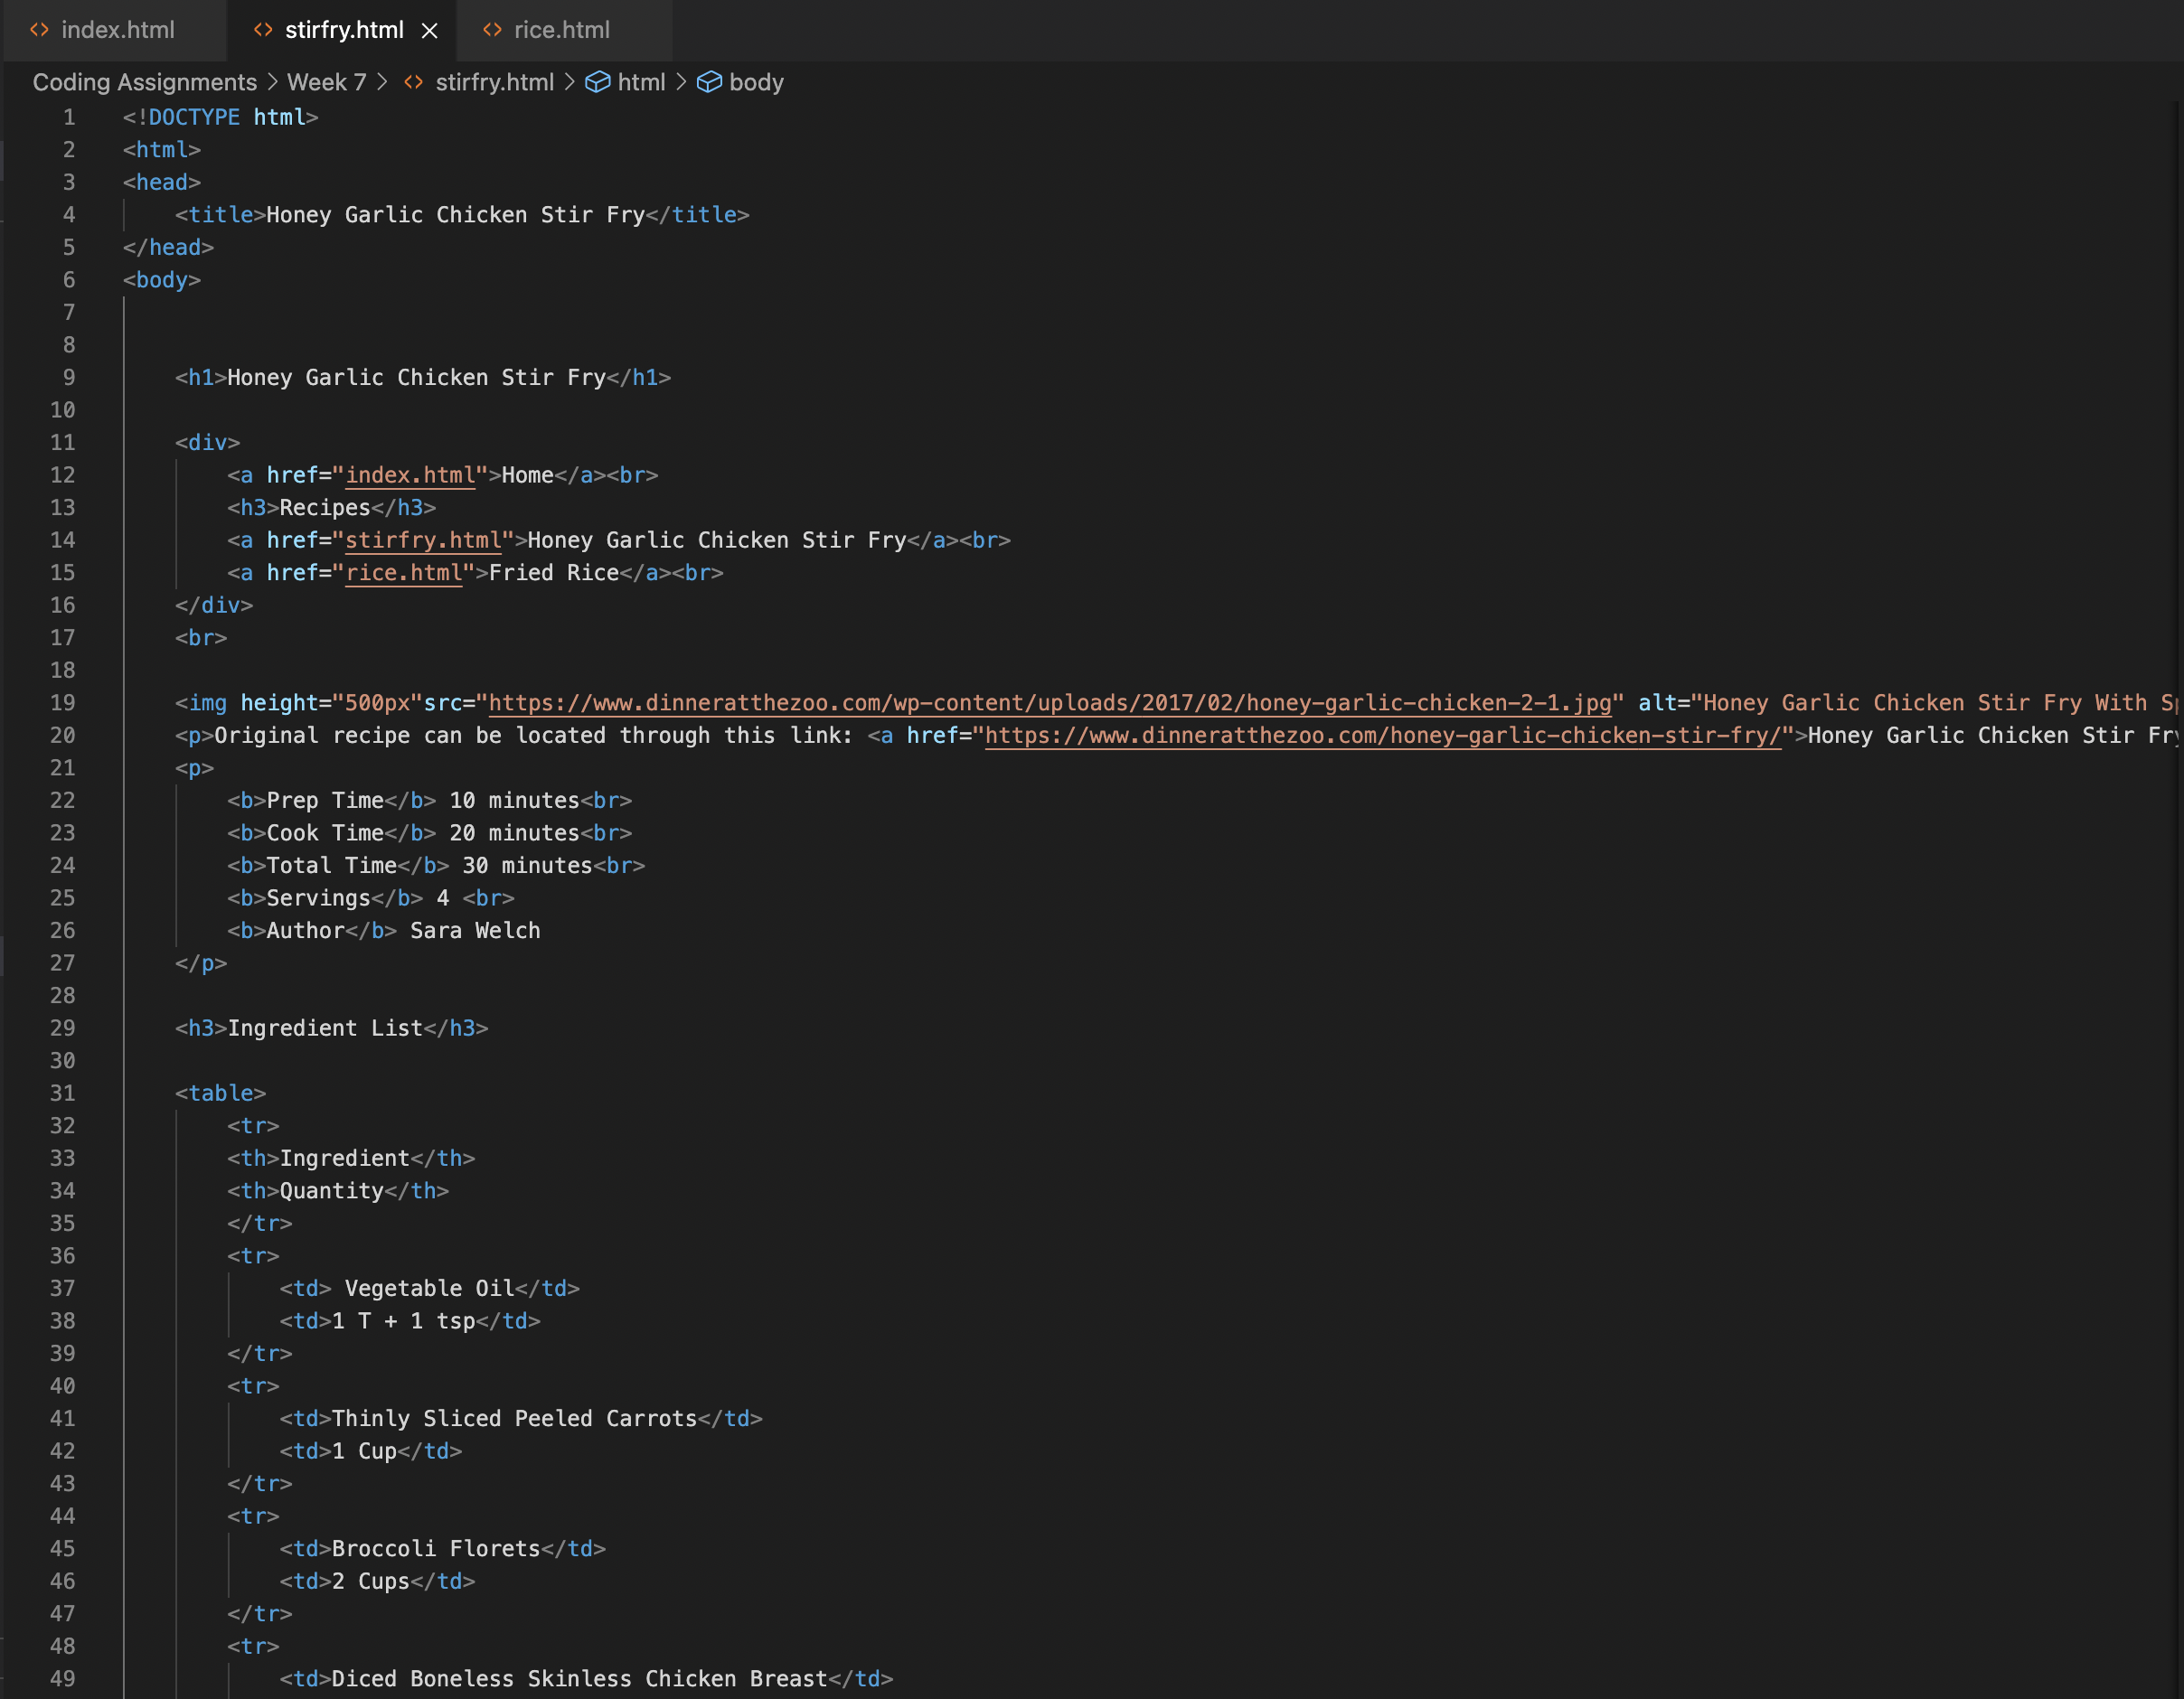 index.html stirfry.html rice.html
Coding Assignments > Week 7 > stirfry.html > html > body
1 <!DOCTYPE html>
2 <html>
3 <head>
4 <title>Honey Garlic Chicken Stir Fry</title>
5 </head>
6 <body>
7
8
9 <h1>Honey Garlic Chicken Stir Fry</h1>
10
11 <div>
12 <a href="index.html">Home</a><br>
13 <h3>Recipes</h3>
14 <a href="stirfry.html">Honey Garlic Chicken Stir Fry</a><br>
15 <a href="rice.html">Fried Rice</a><br>
16 </div>
17 <br>
18
19 <img height="500px"src="https://www.dinneratthezoo.com/wp-content/uploads/2017/02/honey-garlic-chicken-2-1.jpg" alt="Honey Garlic Chicken Stir Fry With
20 <p>Original recipe can be located through this link: <a href="https://www.dinneratthezoo.com/honey-garlic-chicken-stir-fry/">Honey Garlic Chicken Stir
21 <p>
22 <b>Prep Time</b> 10 minutes<br>
23 <b>Cook Time</b> 20 minutes<br>
24 <b>Total Time</b> 30 minutes<br>
25 <b>Servings</b> 4 <br>
26 <b>Author</b> Sara Welch
27 </p>
28
29 <h3>Ingredient List</h3>
30
31 <table>
32 <tr>
33 <th>Ingredient</th>
34 <th>Quantity</th>
35 </tr>
36 <tr>
37 <td> Vegetable Oil</td>
38 <td>1 T + 1 tsp</td>
39 </tr>
40 <tr>
41 <td>Thinly Sliced Peeled Carrots</td>
42 <td>1 Cup</td>
43 </tr>
44 <tr>
45 <td>Broccoli Florets</td>
46 <td>2 Cups</td>
47 </tr>
48 <tr>
49 <td>Diced Boneless Skinless Chicken Breast</td>